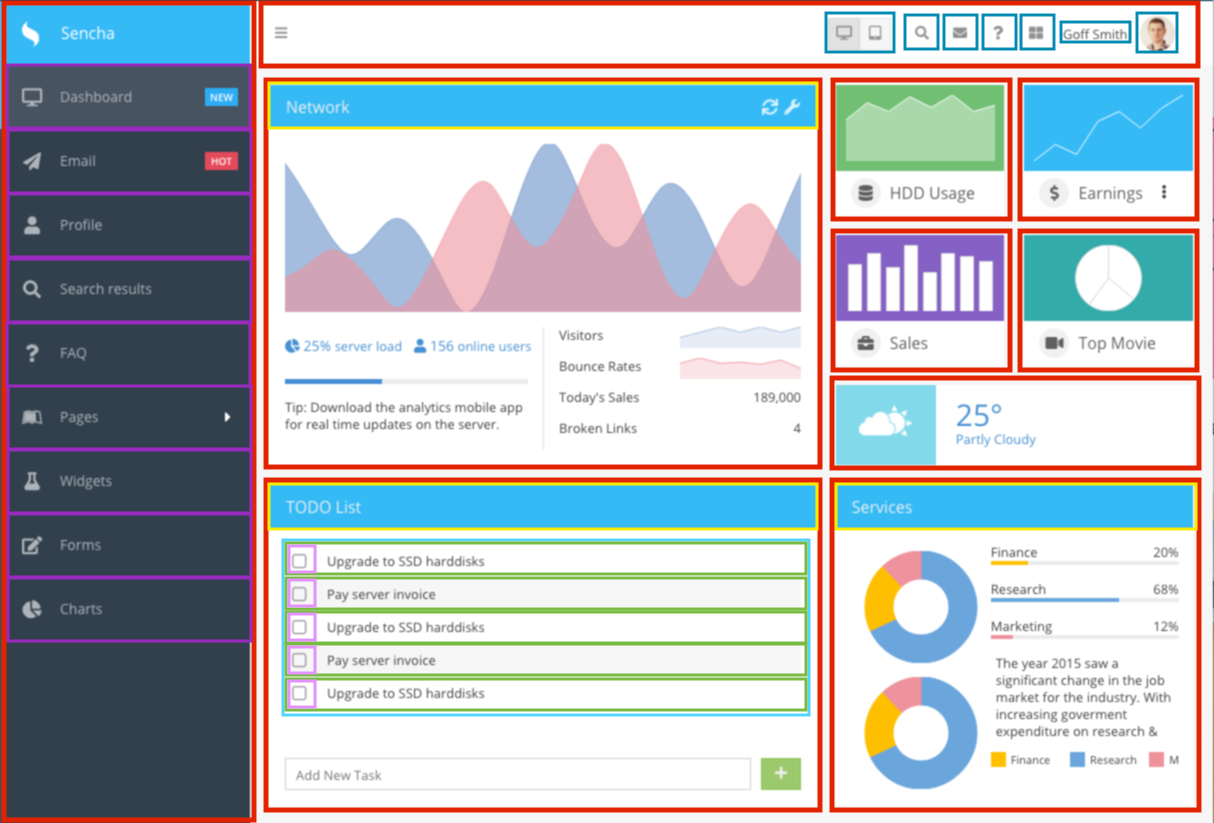 Sencha
Goff Smith
Dashboard
NEW
Email
HOT
Profile
Search results
FAQ
Pages
Widgets
Forms
Charts
Network
25% server load
156 online users
Tip: Download the analytics mobile app
for real time updates on the server.
Visitors
Bounce Rates
Today's Sales 189,000
Broken Links 4
HDD Usage
Earnings
Sales
Top Movie
25°
Partly Cloudy
TODO List
Upgrade to SSD harddisks
Pay server invoice
Upgrade to SSD harddisks
Pay server invoice
Upgrade to SSD harddisks
Add New Task
Services
Finance 20%
Research 68%
Marketing 12%
The year 2015 saw a
significant change in the job
market for the industry. With
increasing goverment
expenditure on research &
Finance Research M